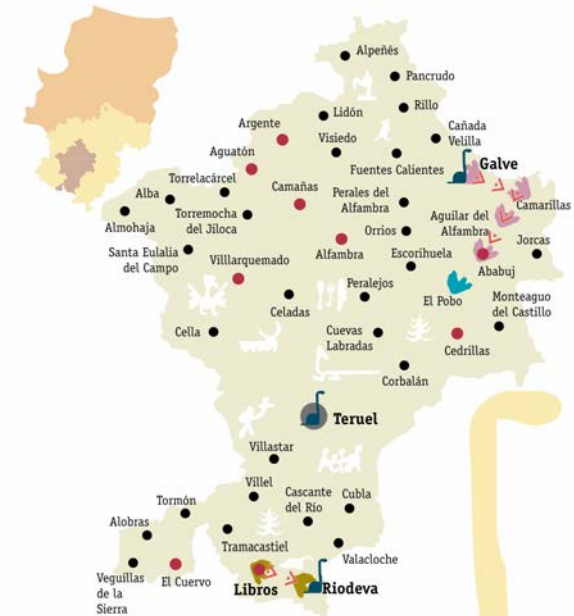 Alpeñés
Pancrudo
Rillo
Lidón
Argente
Cañada
Velilla
Visiedo
Aguatón
Fuentes Calientes
Galve
Torrelacárcel
Camañas
Alba
Perales del
Alfambra
Camarillas
Almohaja
Torremocha
del Jiloca
Aguilar del
Alfambra
Orrios
Jorcas
Santa Eulalia
del Campo
Alfambra
Escorihuela
Ababuj
Villlarquemado
Peralejos
El Pobo
Monteaguo
del Castillo
Celadas
Cella
Cuevas
Labradas
Cedrillas
Corbalán
Teruel
Villastar
Villel
Cascante
del Río
Cubla
Tormón
Alobras
Tramacastiel
Valacloche
Veguillas
de la
Sierra
El Cuervo
Libros
Riodeva